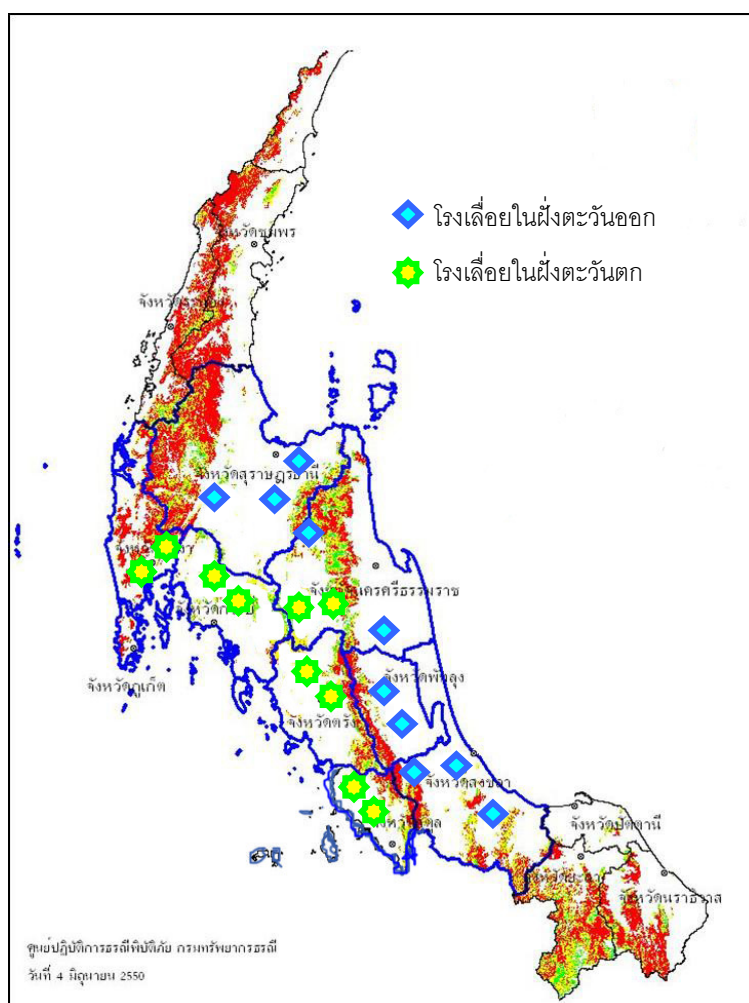 โรงเลื่อยในฝั่งตะวันออก
โรงเลื่อยในฝั่งตะวันตก
จังหวัดชุมพร
จังหวัดสุราษฎรธานี
จังหวัดนครศรีธรรมราช
จังหวัดภูเก็ต
จังหวัดพัทลุง
จังหวัดตรัง
จังหวัดสงขลา
จังหวัดปัตตานี
จังหวัดนราธิวาส
ศูนย์ปฏิบัติการธรณีพิบัติภัย กรมทรัพยากรธรณี
วันที่ 4 มิถุนายน 2550